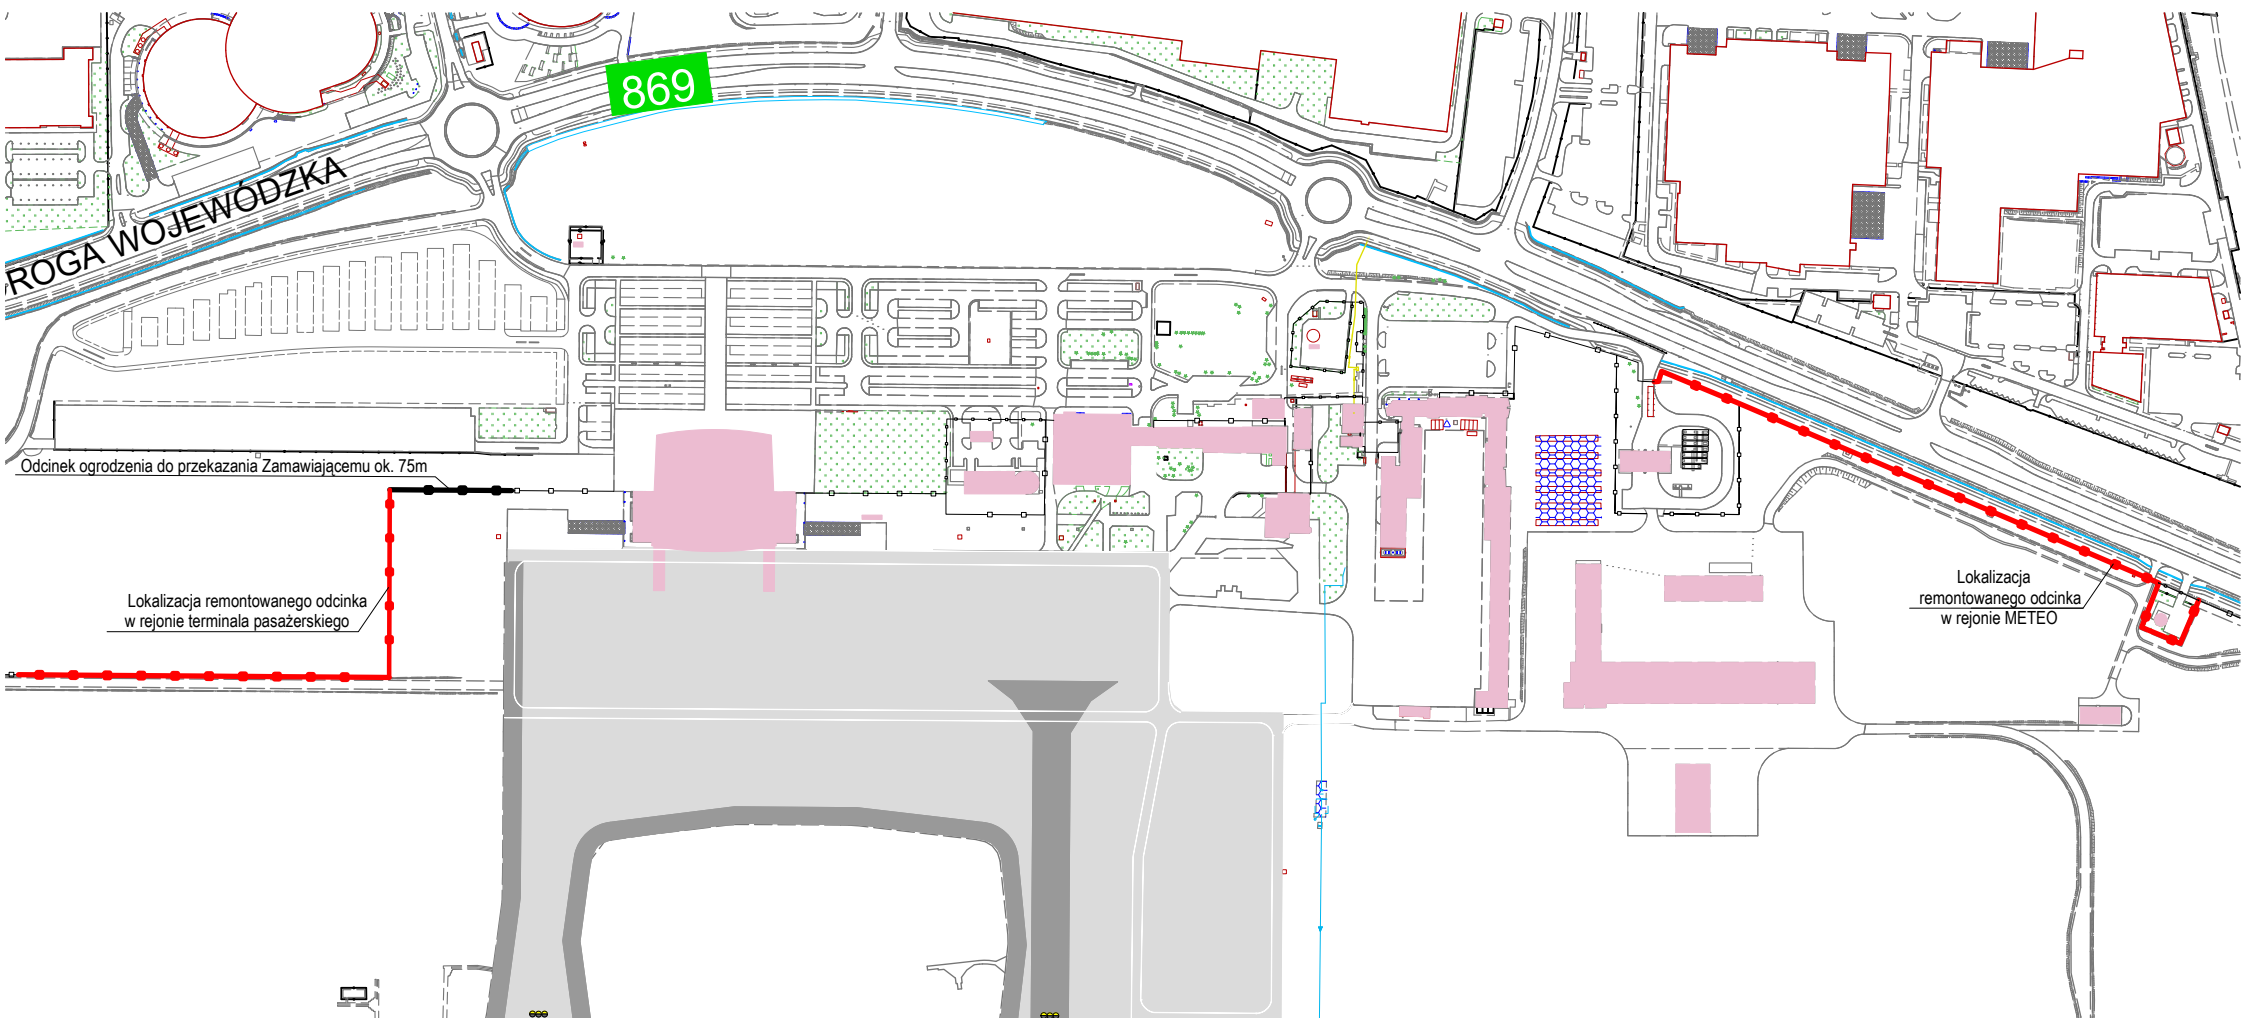 869
ROGA WOJEWÓDZKA
Odcinek ogrodzenia do przekazania Zamawiającemu ok. 75m
Lokalizacja remontowanego odcinka
w rejonie terminala pasażerskiego
Lokalizacja
remontowanego odcinka
w rejonie METEO